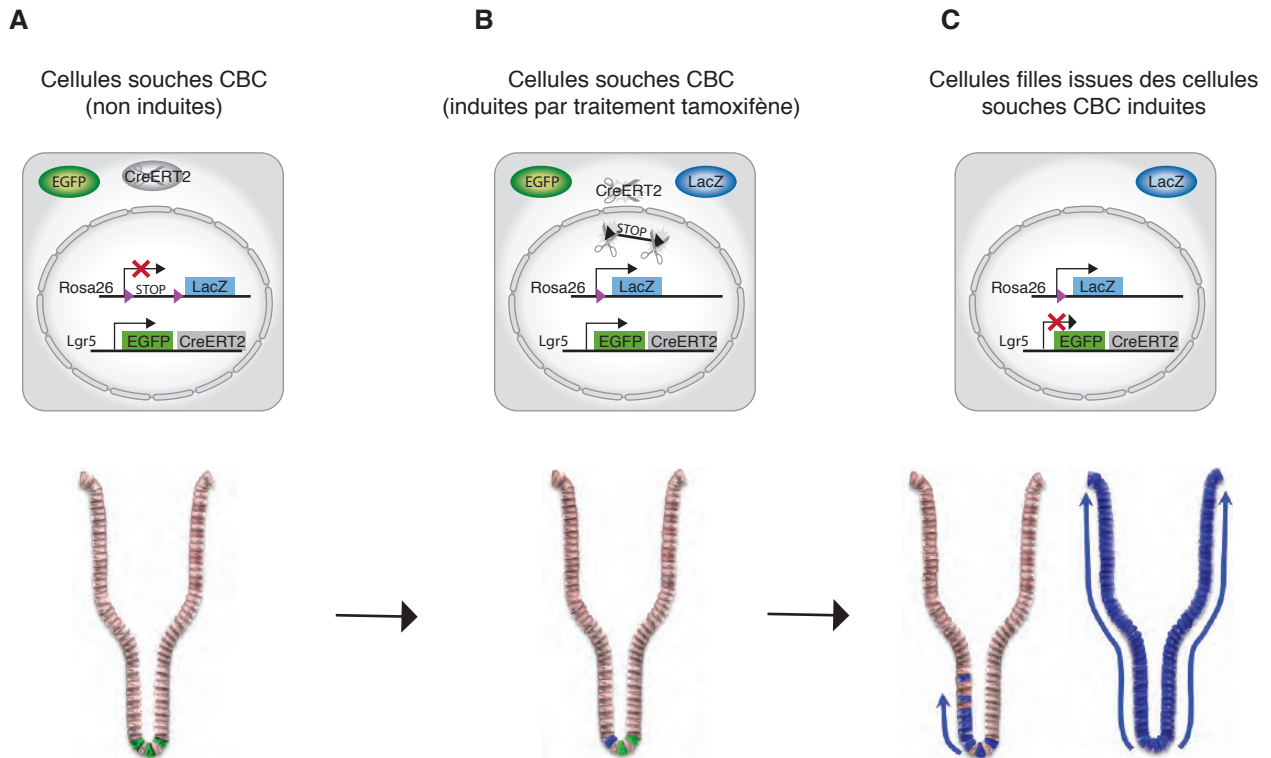 A
B
C
Cellules souches CBC
(non induites)
Cellules souches CBC
(induites par traitement tamoxifène)
Cellules filles issues des cellules
souches CBC induites
EGFP
CreERT2
Rosa26
STOP
LacZ
Lgr5
EGFP
CreERT2
EGFP
CreERT2
LacZ
STOP
Rosa26
LacZ
Lgr5
EGFP
CreERT2
LacZ
Rosa26
LacZ
Lgr5
EGFP
CreERT2